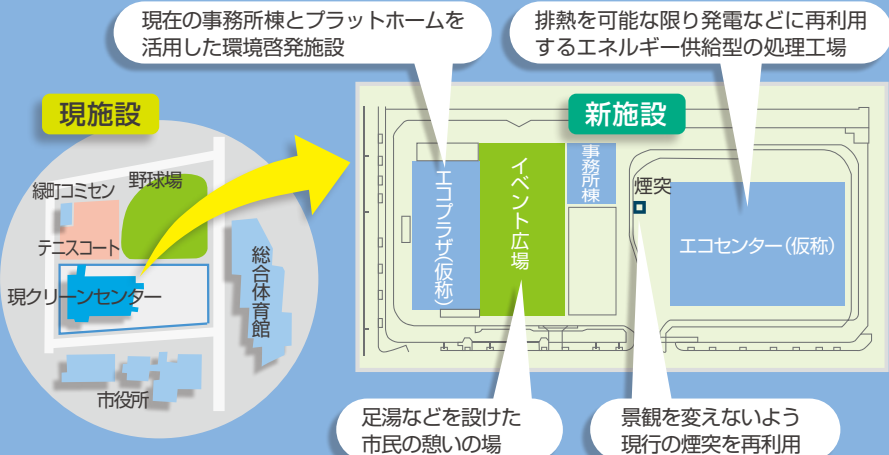 現在の事務所棟とプラットホームを
活用した環境啓発施設
排熱を可能な限り発電などに再利用
するエネルギー供給型の処理工場
現施設
新施設
緑町コミセン
野球場
テニスコート
現クリーンセンター
総合体育館
市役所
エコプラザ(仮称)
イベント広場
事務所棟
煙突
エコセンター(仮称)
足湯などを設けた
市民の憩いの場
景観を変えないよう
現行の煙突を再利用